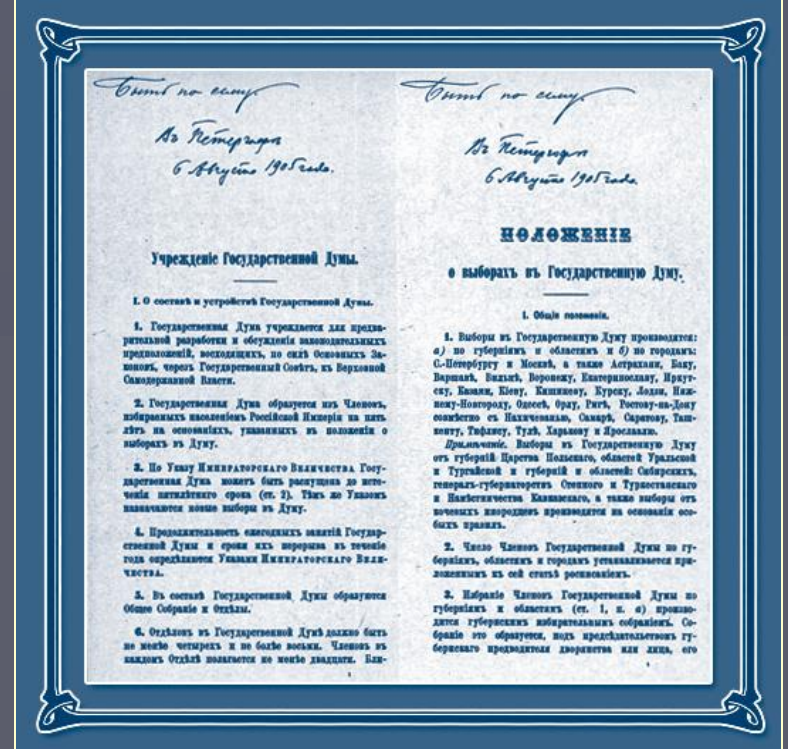 Быть по сему.
Въ Петергофѣ
6 Августа 1905 года.
Учрежденіе Государственной Думы.
I. О составѣ и устройствѣ Государственной Думы.
1. Государственная Дума учреждается для предва-
рительной разработки и обсужденія законодательныхъ
предположеній, восходящихъ, по силѣ Основныхъ За-
коновъ, чрезъ Государственный Совѣтъ, къ Верховной
Самодержавной Власти.
2. Государственная Дума образуется изъ Членовъ,
избираемыхъ населеніемъ Россійской Имперіи на пять
лѣтъ на основаніяхъ, указанныхъ въ положеніи о
выборахъ въ Думу.
3. По Указу ИМПЕРАТОРСКАГО ВЕЛИЧЕСТВА Госу-
дарственная Дума можетъ быть распущена до исте-
ченія пятилѣтняго срока (ст. 2). Тѣмъ же Указомъ
назначаются новые выборы въ Думу.
4. Продолжительность ежегодныхъ занятій Государ-
ственной Думы и сроки ихъ перерыва въ теченіе
года опредѣляются Указами ИМПЕРАТОРСКАГО ВЕЛИ-
ЧЕСТВА.
5. Въ составѣ Государственной Думы образуются
Общее Собраніе и Отдѣлы.
6. Отдѣловъ въ Государственной Думѣ должно быть
не менѣе четырехъ и не болѣе восьми. Членовъ въ
каждомъ Отдѣлѣ полагается не менѣе двадцати. Бли-
Быть по сему.
Въ Петергофѣ
6 Августа 1905 года.
ПОЛОЖЕНІЕ
о выборахъ въ Государственную Думу.
I. Общія положенія.
1. Выборы въ Государственную Думу производятся:
а) по губерніямъ и областямъ и б) по городамъ:
С.-Петербургу и Москвѣ, а также Астрахани, Баку,
Варшавѣ, Вильнѣ, Воронежу, Екатеринославу, Иркут-
ску, Казани, Кіеву, Кишиневу, Курску, Лодзи, Ниж-
нему-Новгороду, Одессѣ, Орлу, Ригѣ, Ростову-на-Дону
совмѣстно съ Нахичеванью, Самарѣ, Саратову, Таш-
кенту, Тифлису, Тулѣ, Харькову и Ярославлю.
Примѣчаніе. Выборы въ Государственную Думу
отъ губерній Царства Польскаго, областей Уральской
и Тургайской и губерній и областей: Сибирскихъ,
генералъ-губернаторствъ Степного и Туркестанскаго
и Намѣстничества Кавказскаго, а также выборы отъ
кочевыхъ инородцевъ производятся на основаніи осо-
быхъ правилъ.
2. Число Членовъ Государственной Думы по гу-
берніямъ, областямъ и городамъ устанавливается при-
ложеннымъ къ сей статьѣ росписаніемъ.
3. Избраніе Членовъ Государственной Думы по
губерніямъ и областямъ (ст. 1, п. а) произво-
дится губернскимъ избирательнымъ собраніемъ. Со-
браніе это образуется, подъ предсѣдательствомъ гу-
бернскаго предводителя дворянства или лица, его